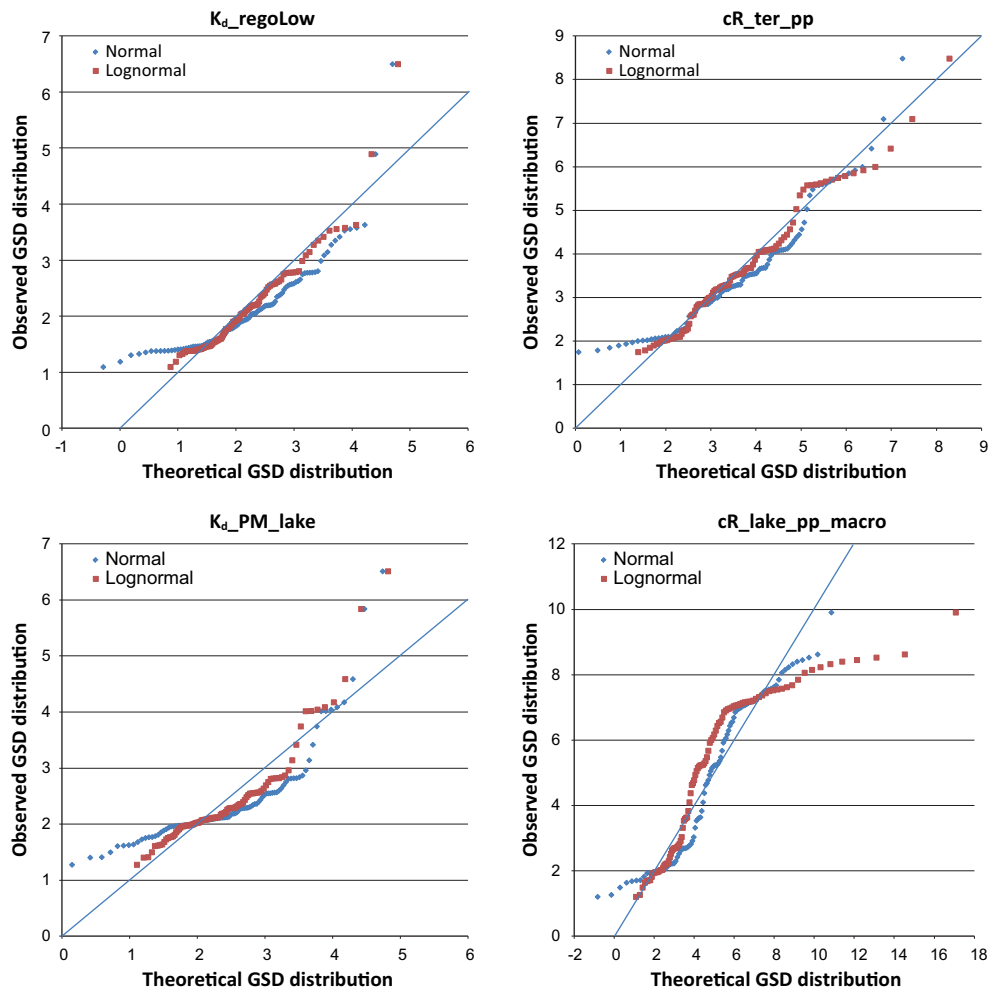 K_d_regoLow
Normal
Lognormal
Observed GSD distribution
7
6
5
4
3
2
1
0
-1 0 1 2 3 4 5 6
Theoretical GSD distribution
cR_ter_pp
Normal
Lognormal
Observed GSD distribution
9
8
7
6
5
4
3
2
1
0
0 1 2 3 4 5 6 7 8 9
Theoretical GSD distribution
K_d_PM_lake
Normal
Lognormal
Observed GSD distribution
7
6
5
4
3
2
1
0
0 1 2 3 4 5 6
Theoretical GSD distribution
cR_lake_pp_macro
Normal
Lognormal
Observed GSD distribution
12
10
8
6
4
2
0
-2 0 2 4 6 8 10 12 14 16 18
Theoretical GSD distribution